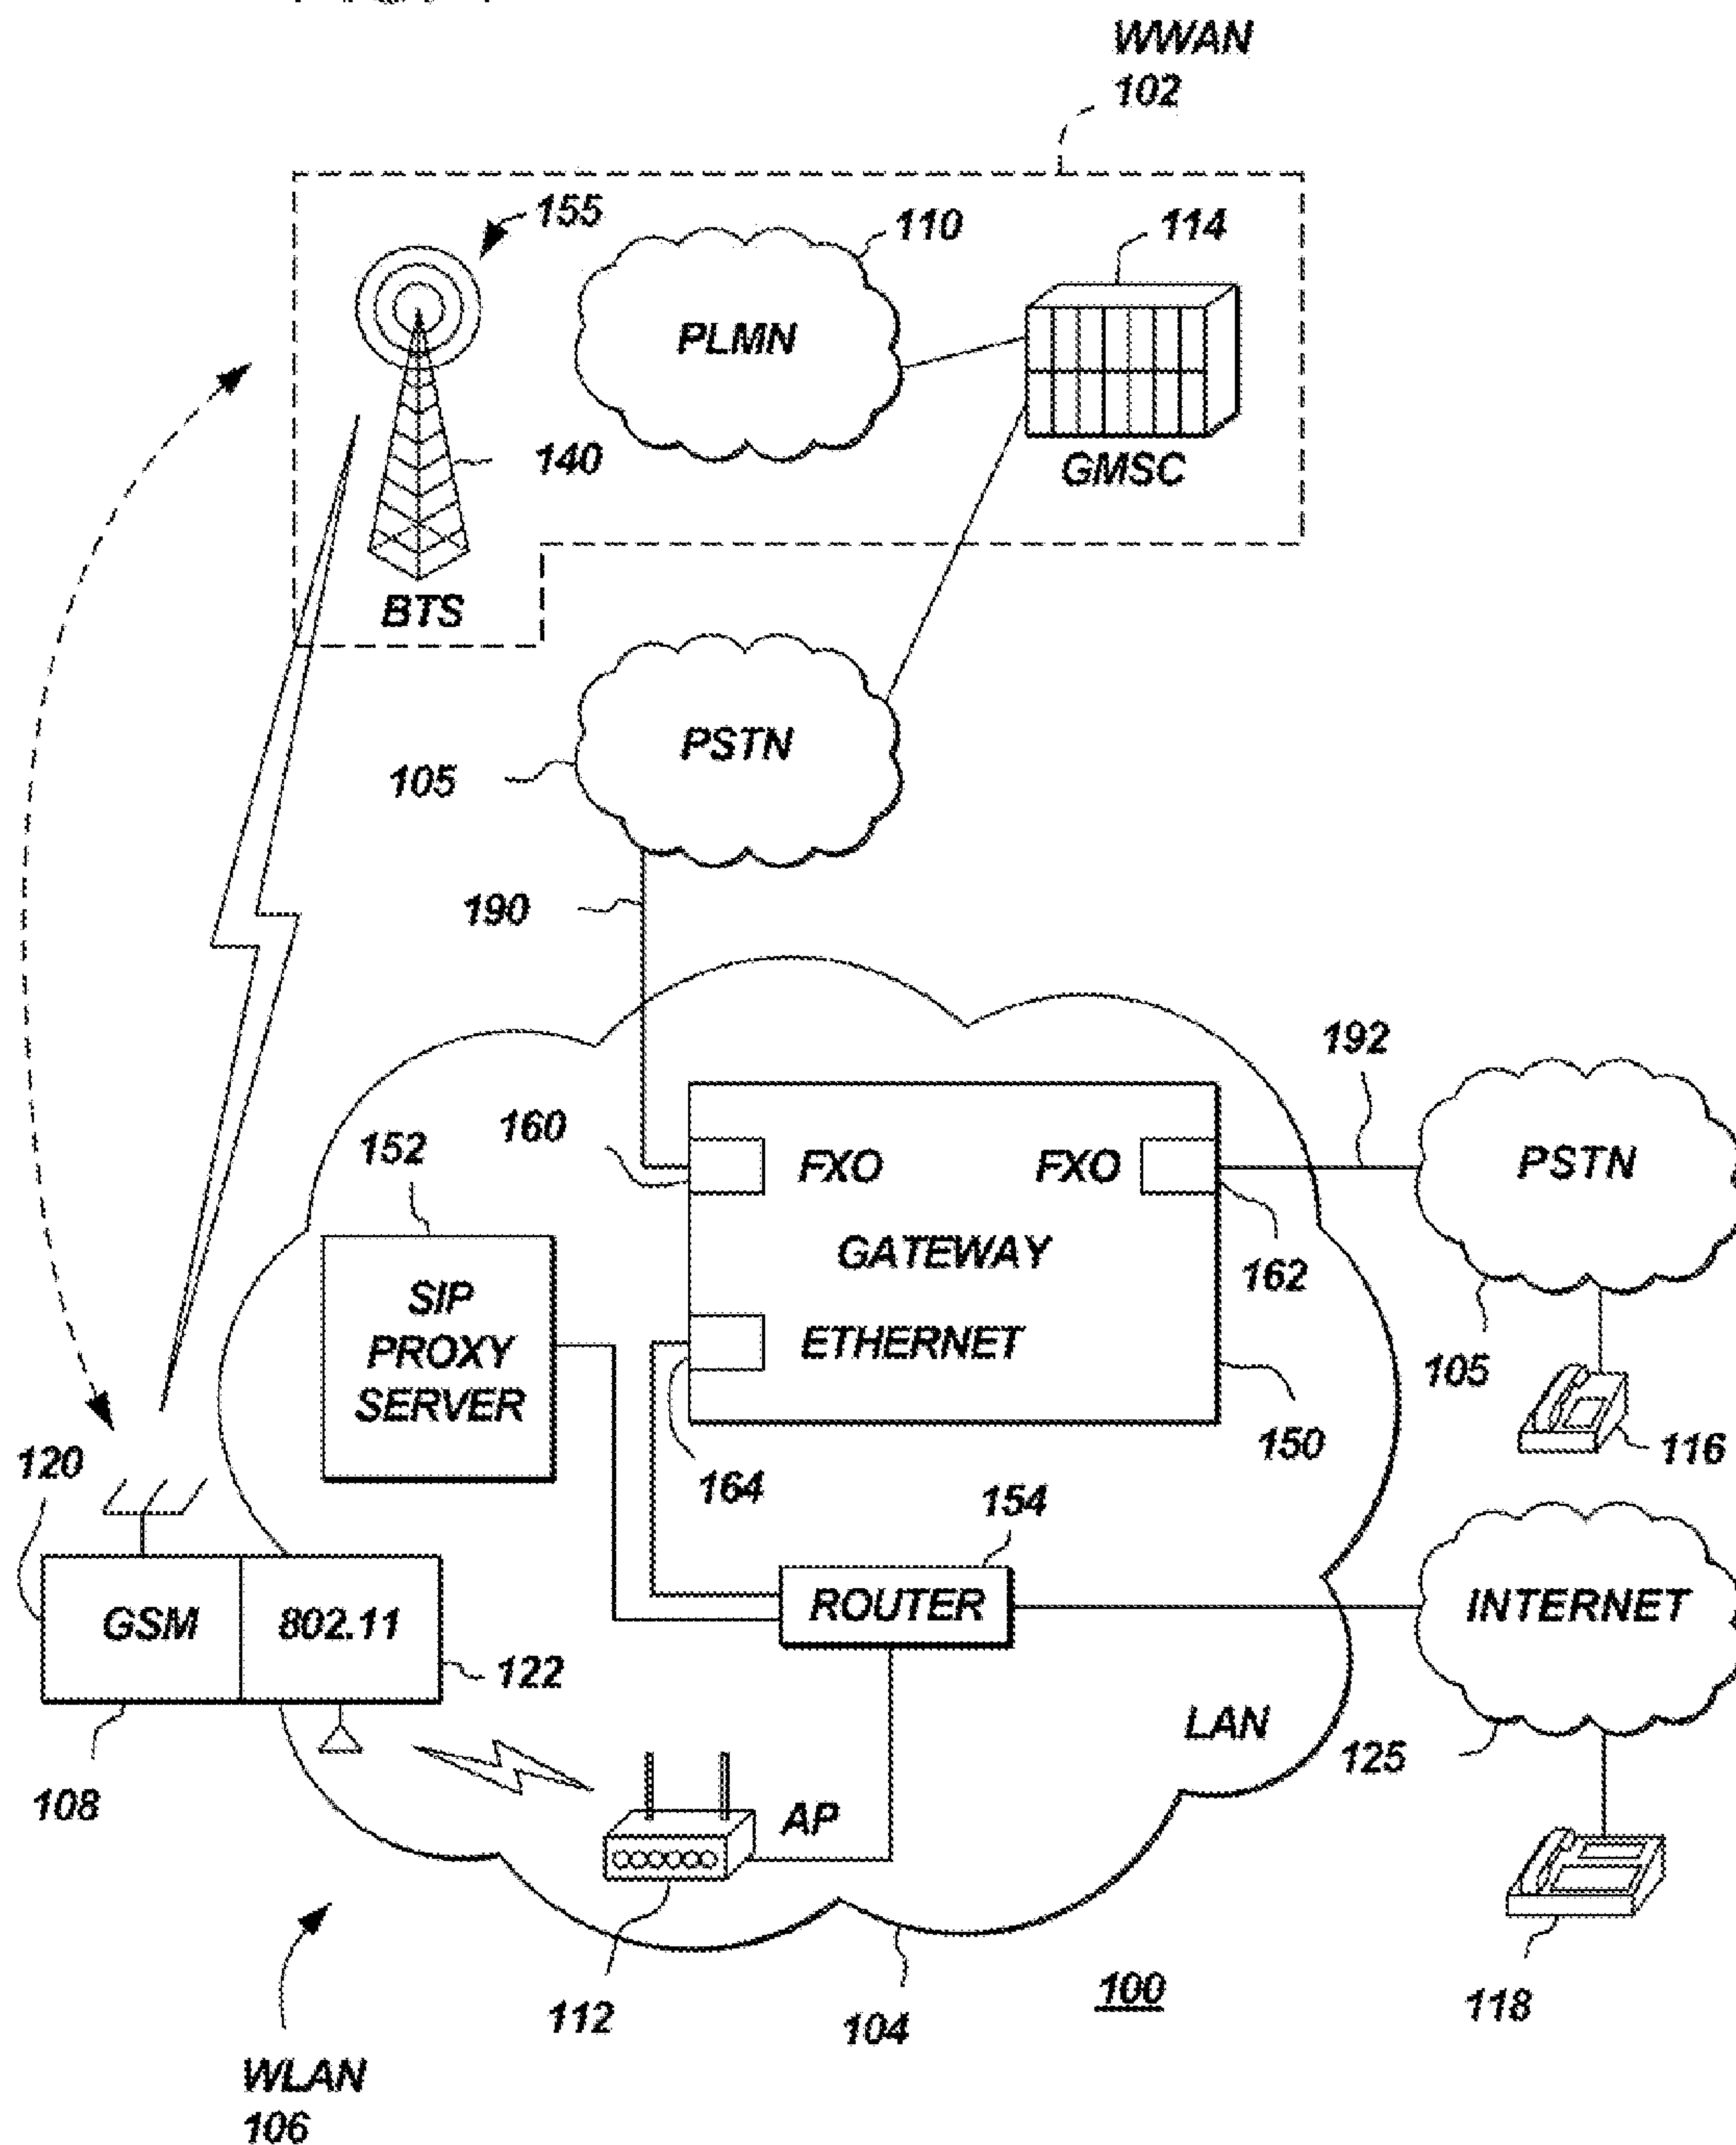 WWAN
102
155
110
114
PLMN
140
GMSC
BTS
PSTN
105
190
192
160
152
FXO
FXO
PSTN
GATEWAY
162
SIP
PROXY
SERVER
ETHERNET
105
150
116
120
164
154
GSM
802.11
ROUTER
INTERNET
122
LAN
125
108
AP
112
104
100
118
WLAN
106